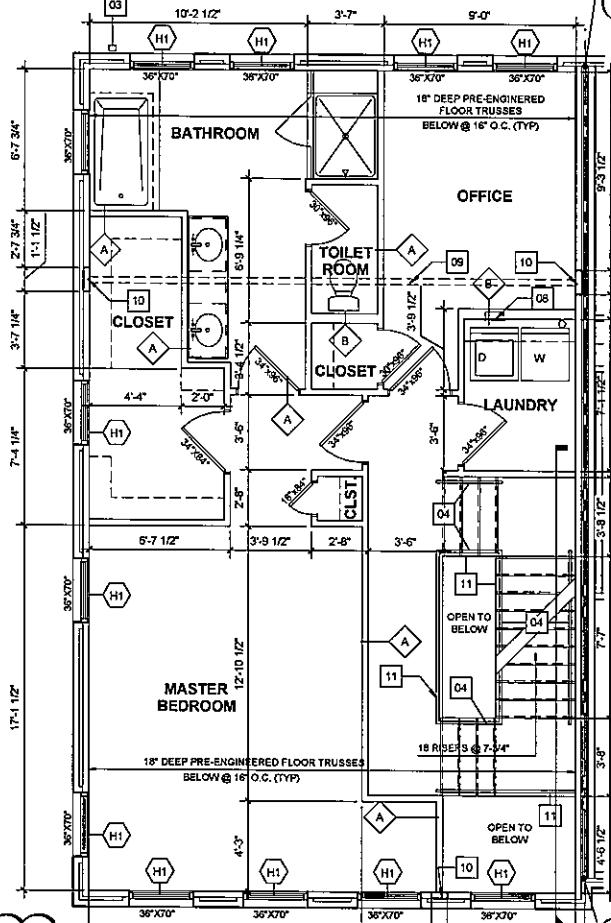 03
10'-2 1/2"
3'-7"
9'-0"
H1
H1
H1
H1
36"X70"
36"X70"
36"X70"
36"X70"
18" DEEP PRE-ENGINERED
FLOOR TRUSSES
BELOW @ 16" O.C. (TYP)
BATHROOM
OFFICE
6'-7 3/4"
36"X70"
9'-3 1/2"
30"X96"
A
2'-7 3/4"
1'-1 1/2"
6'-9 1/4"
TOILET
ROOM
A
09
10
10
B
08
3'-9 1/2"
CLOSET
3'-7 1/4"
A
B
CLOSET
3'-4 1/2"
34"X96"
30"X96"
34"X96"
D
W
LAUNDRY
4'-4"
2'-0"
A
36"X70"
H1
7'-4 1/4"
34"X84"
3'-6"
34"X96"
3'-6"
34"X96"
2'-8"
18"X84"
CLST.
04
3'-8 1/2"
5'-7 1/2"
3'-9 1/2"
2'-8"
3'-6"
11
36"X70"
H1
OPEN TO
BELOW
04
7'-7"
A
12'-10 1/2"
11
04
17'-1 1/2"
MASTER
BEDROOM
18 RISERS @ 7-3/4"
18" DEEP PRE-ENGINEERED FLOOR TRUSSES
BELOW @ 16" O.C. (TYP)
3'-8"
36"X70"
H1
A
11
OPEN TO
BELOW
4'-3"
4'-6 1/2"
10
H1
H1
H1
H1
36"X70"
36"X70"
36"X70"
36"X70"